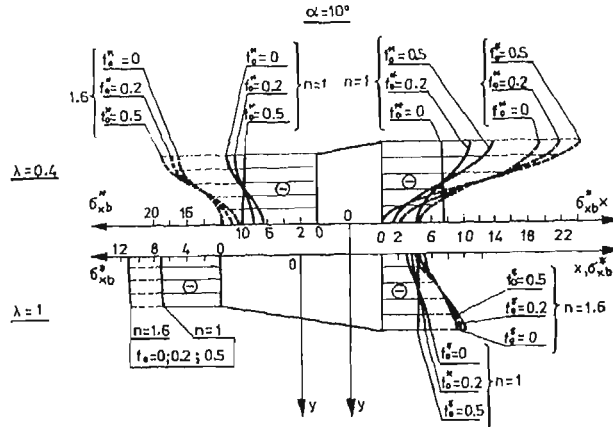 α=10°
1.6 f₀*=0 f₀*=0.2 f₀*=0.5
f₀*=0 f₀*=0.2 f₀*=0.5 n=1
n=1 f₀*=0.5 f₀*=0.2 f₀*=0
f₀*=0.5 f₀*=0.2 f₀*=0
λ=0.4
⊖ ⊖
σ*xb 0 σ*xb x
20 16 10 6 2 0 0 2 6 10 14 18 22
12 8 4 0
σ*xb 0 x,σ*xb
⊖ ⊖
λ=1
n=1.6 n=1
f₀=0;0.2;0.5
f₀*=0.5 f₀*=0.2 f₀*=0 n=1.6
f₀*=0 f₀*=0.2 f₀*=0.5 n=1
y y